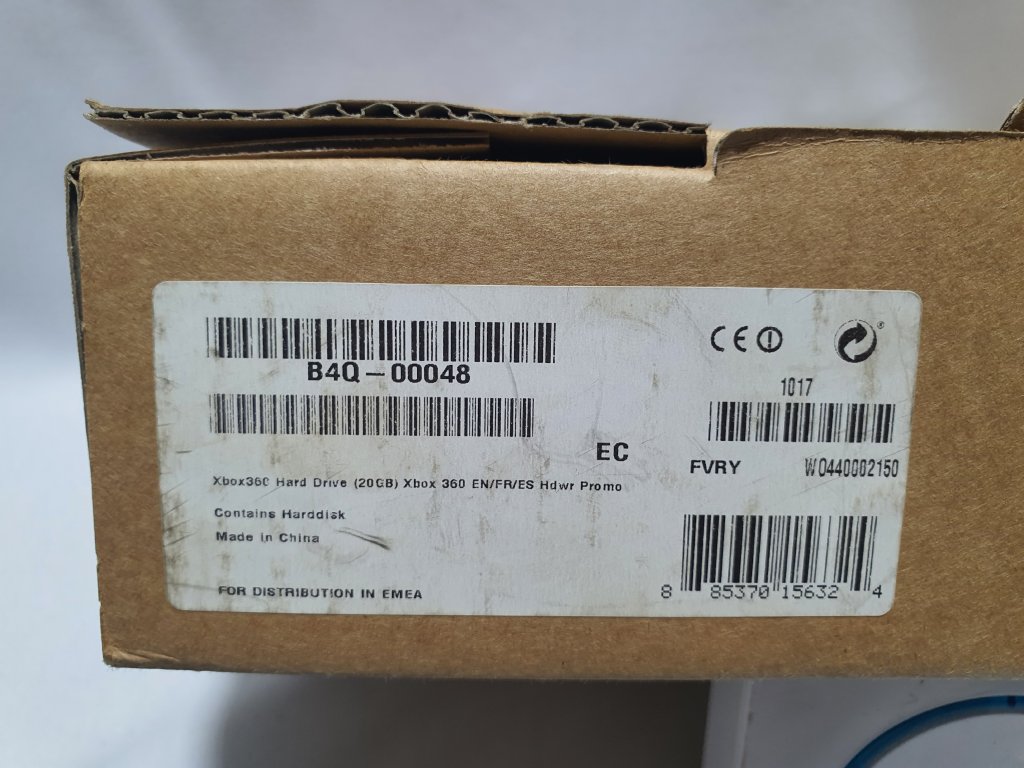 B4Q-00048
EC
Xbox360 Hard Drive (20GB) Xbox 360 EN/FR/ES Hdwr Promo
Contains Harddisk
Made in China
FOR DISTRIBUTION IN EMEA
CE
1017
FVRY W0440002150
8 85370 15632 4